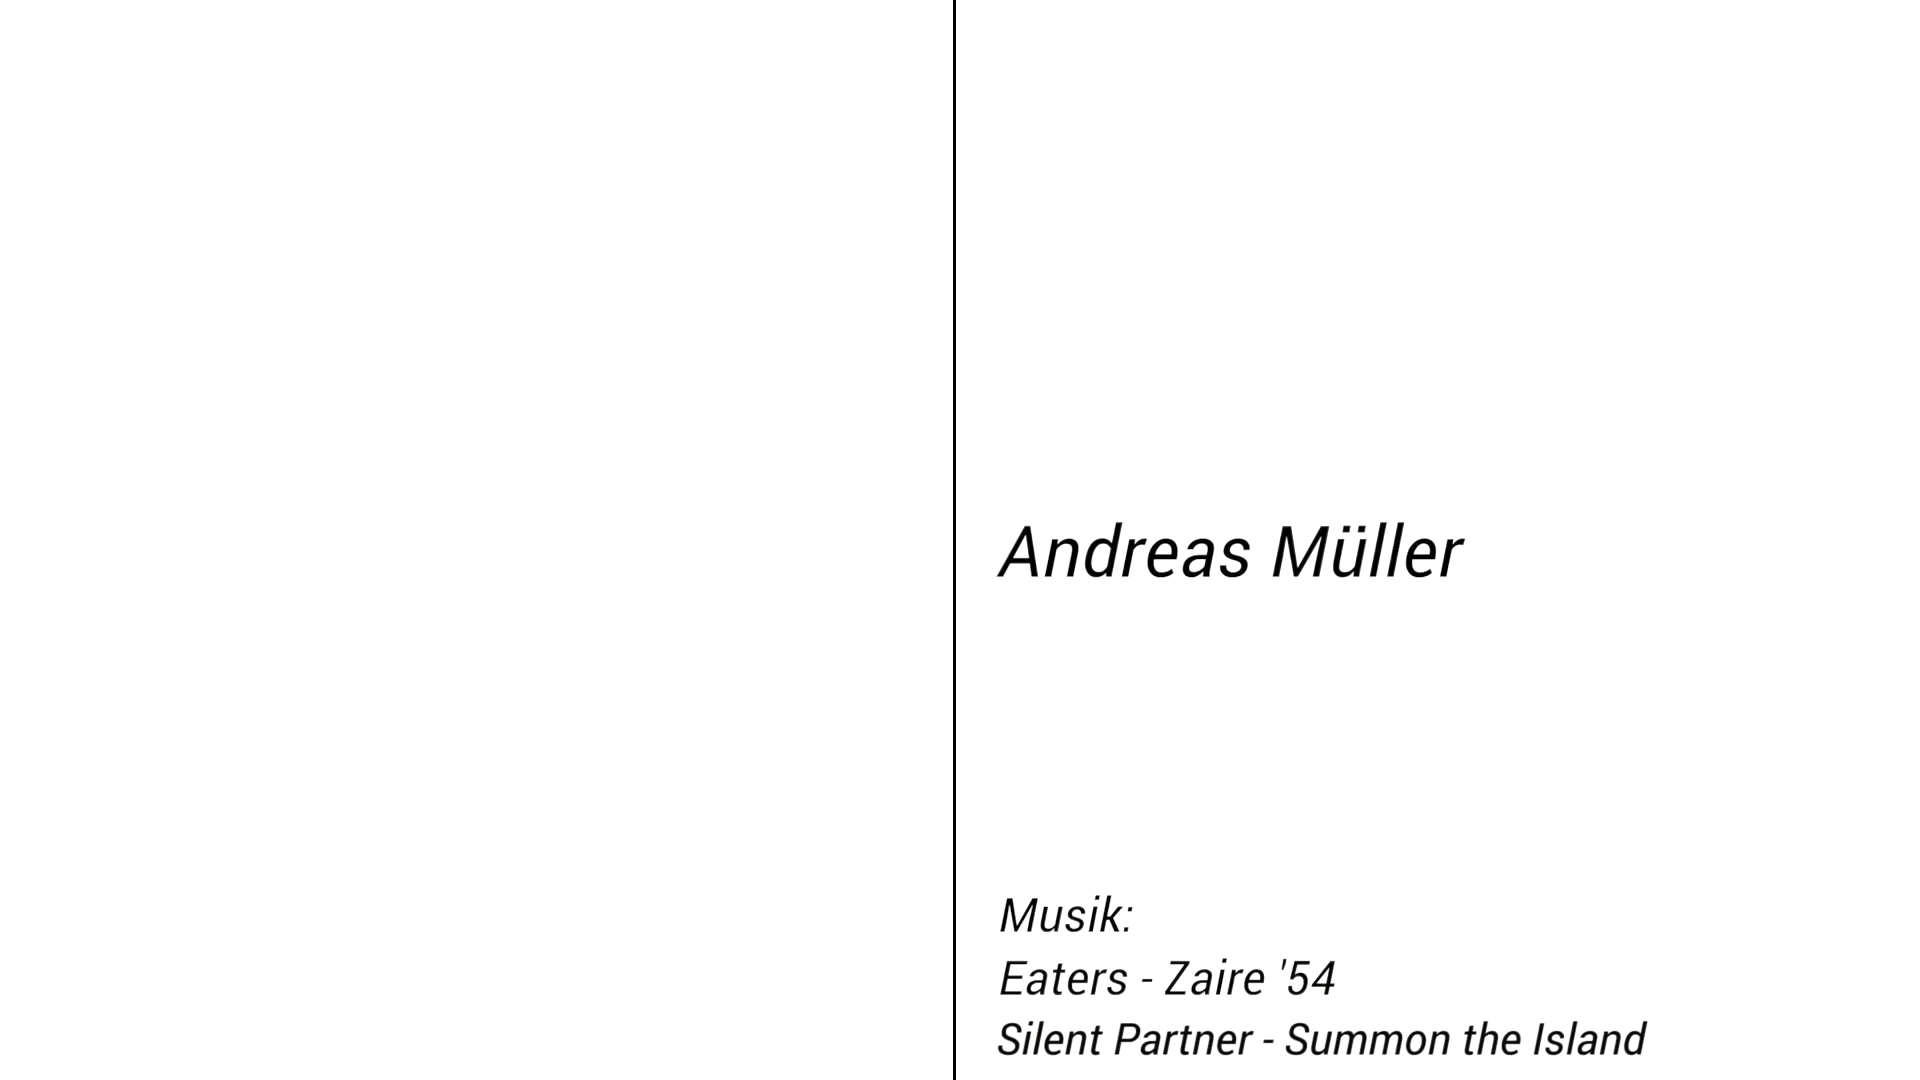 Andreas Müller
Musik:
Eaters - Zaire '54
Silent Partner - Summon the Island